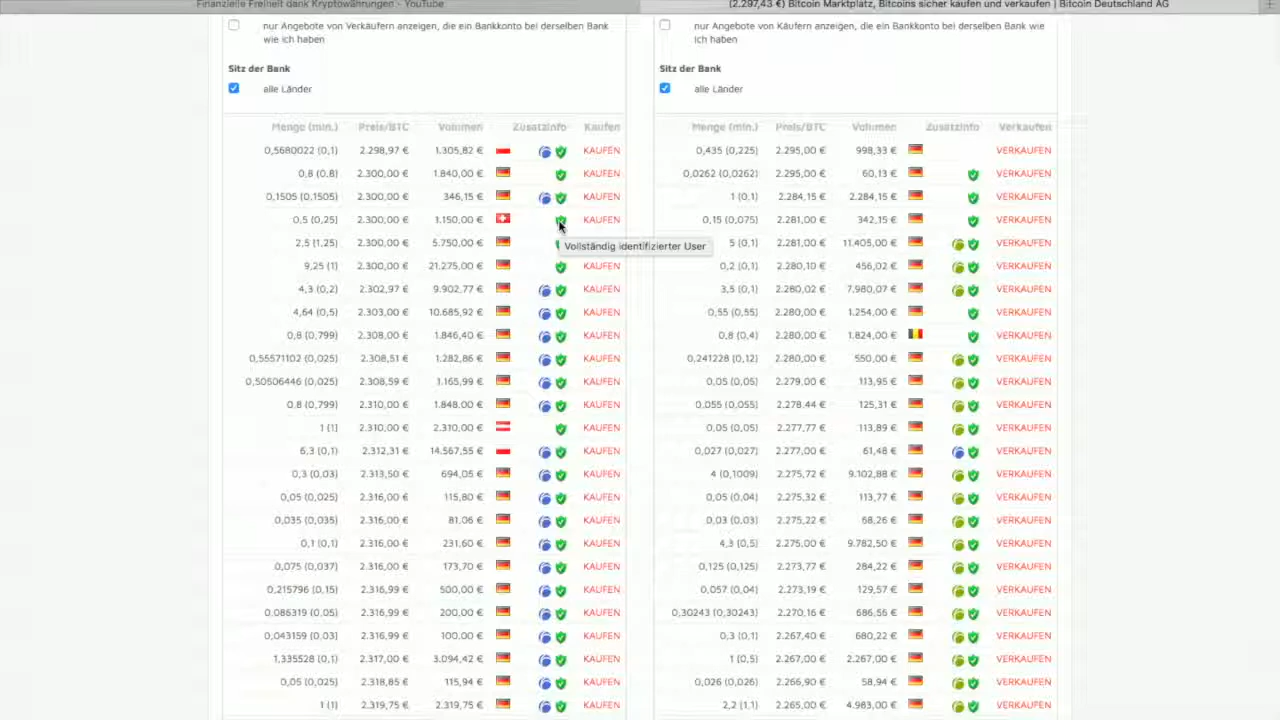 Finanzielle Freiheit dank Kryptowährungen - YouTube
(2.297,43 €) Bitcoin Marktplatz, Bitcoins sicher kaufen und verkaufen | Bitcoin Deutschland AG
nur Angebote von Verkäufern anzeigen, die ein Bankkonto bei derselben Bank
wie ich haben
Sitz der Bank
alle Länder
Menge (min.) Preis/BTC Volumen Zusatzinfo Kaufen
0,5680022 (0,1) 2.298,97 € 1.305,82 € KAUFEN
0,8 (0,8) 2.300,00 € 1.840,00 € KAUFEN
0,1505 (0,1505) 2.300,00 € 346,15 € KAUFEN
0,5 (0,25) 2.300,00 € 1.150,00 € KAUFEN
2,5 (1,25) 2.300,00 € 5.750,00 €
Vollständig identifizierter User
9,25 (1) 2.300,00 € 21.275,00 € KAUFEN
4,3 (0,2) 2.302,97 € 9.902,77 € KAUFEN
4,64 (0,5) 2.303,00 € 10.685,92 € KAUFEN
0,8 (0,799) 2.308,00 € 1.846,40 € KAUFEN
0,55571102 (0,025) 2.308,51 € 1.282,86 € KAUFEN
0,50506446 (0,025) 2.308,59 € 1.165,99 € KAUFEN
0,8 (0,799) 2.310,00 € 1.848,00 € KAUFEN
1 (1) 2.310,00 € 2.310,00 € KAUFEN
6,3 (0,1) 2.312,31 € 14.567,55 € KAUFEN
0,3 (0,03) 2.313,50 € 694,05 € KAUFEN
0,05 (0,025) 2.316,00 € 115,80 € KAUFEN
0,035 (0,035) 2.316,00 € 81,06 € KAUFEN
0,1 (0,1) 2.316,00 € 231,60 € KAUFEN
0,075 (0,037) 2.316,00 € 173,70 € KAUFEN
0,215796 (0,15) 2.316,99 € 500,00 € KAUFEN
0,086319 (0,05) 2.316,99 € 200,00 € KAUFEN
0,043159 (0,03) 2.316,99 € 100,00 € KAUFEN
1,335528 (0,1) 2.317,00 € 3.094,42 € KAUFEN
0,05 (0,025) 2.318,85 € 115,94 € KAUFEN
1 (1) 2.319,75 € 2.319,75 € KAUFEN
nur Angebote von Käufern anzeigen, die ein Bankkonto bei derselben Bank wie
ich haben
Sitz der Bank
alle Länder
Menge (min.) Preis/BTC Volumen Zusatzinfo Verkaufen
0,435 (0,225) 2.295,00 € 998,33 € VERKAUFEN
0,0262 (0,0262) 2.295,00 € 60,13 € VERKAUFEN
1 (0,1) 2.284,15 € 2.284,15 € VERKAUFEN
0,15 (0,075) 2.281,00 € 342,15 € VERKAUFEN
5 (0,1) 2.281,00 € 11.405,00 € VERKAUFEN
0,2 (0,1) 2.280,10 € 456,02 € VERKAUFEN
3,5 (0,1) 2.280,02 € 7.980,07 € VERKAUFEN
0,55 (0,55) 2.280,00 € 1.254,00 € VERKAUFEN
0,8 (0,4) 2.280,00 € 1.824,00 € VERKAUFEN
0,241228 (0,12) 2.280,00 € 550,00 € VERKAUFEN
0,05 (0,05) 2.279,00 € 113,95 € VERKAUFEN
0,055 (0,055) 2.278,44 € 125,31 € VERKAUFEN
0,05 (0,05) 2.277,77 € 113,89 € VERKAUFEN
0,027 (0,027) 2.277,00 € 61,48 € VERKAUFEN
4 (0,1009) 2.275,72 € 9.102,88 € VERKAUFEN
0,05 (0,04) 2.275,32 € 113,77 € VERKAUFEN
0,03 (0,03) 2.275,22 € 68,26 € VERKAUFEN
4,3 (0,5) 2.275,00 € 9.782,50 € VERKAUFEN
0,125 (0,125) 2.273,77 € 284,22 € VERKAUFEN
0,057 (0,04) 2.273,19 € 129,57 € VERKAUFEN
0,30243 (0,30243) 2.270,16 € 686,56 € VERKAUFEN
0,3 (0,1) 2.267,40 € 680,22 € VERKAUFEN
1 (0,5) 2.267,00 € 2.267,00 € VERKAUFEN
0,026 (0,026) 2.266,90 € 58,94 € VERKAUFEN
2,2 (1,1) 2.265,00 € 4.983,00 € VERKAUFEN